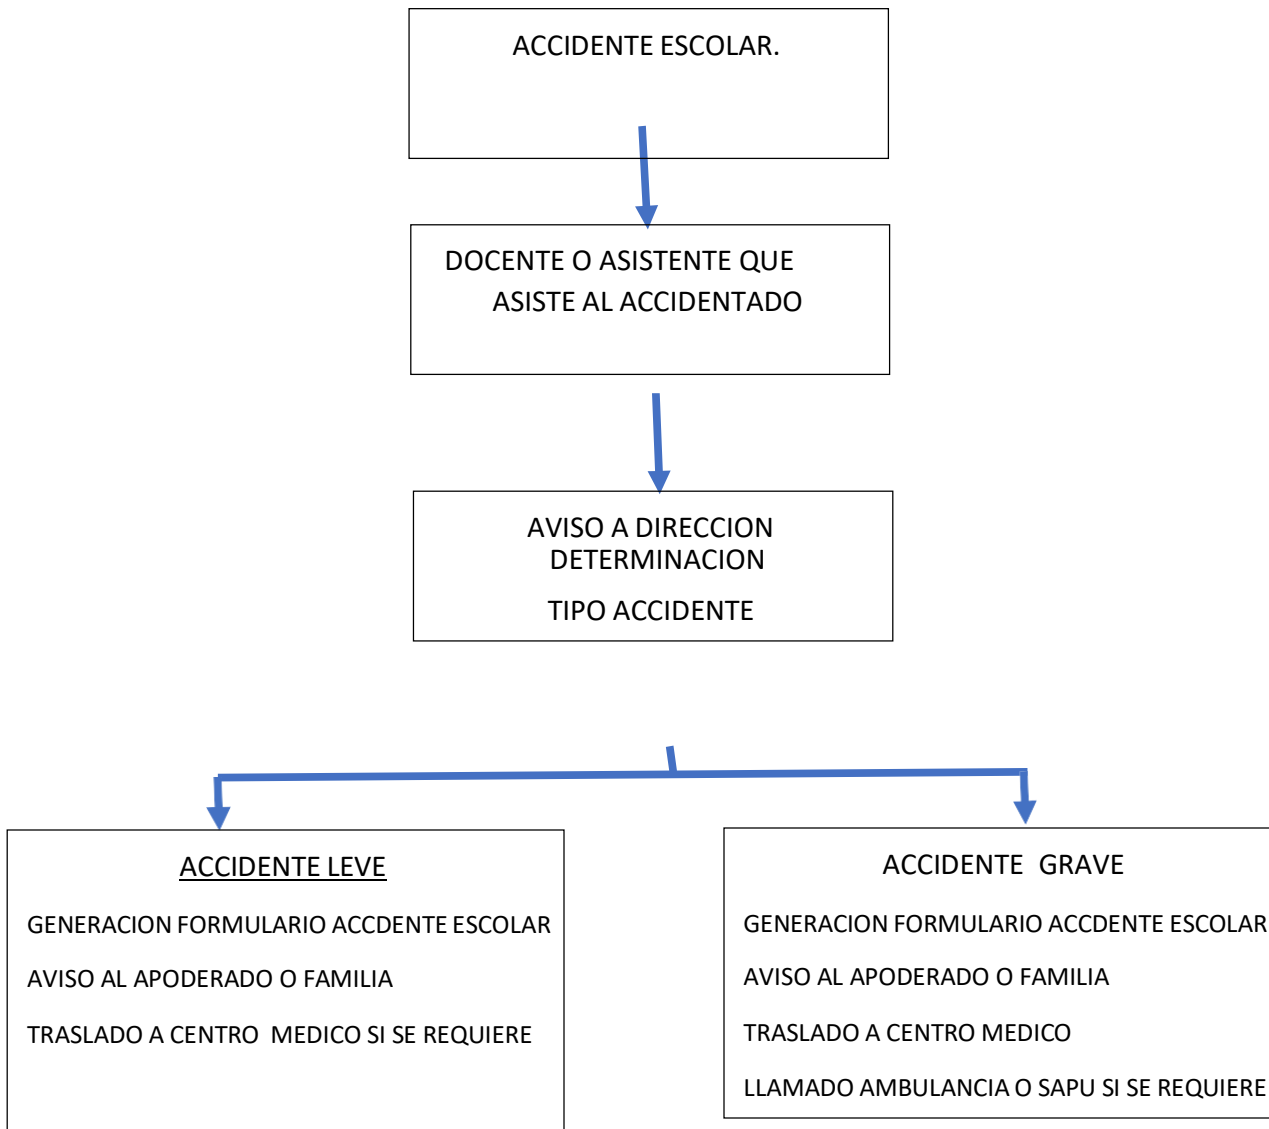 ACCIDENTE ESCOLAR.
DOCENTE O ASISTENTE QUE
ASISTE AL ACCIDENTADO
AVISO A DIRECCION
DETERMINACION
TIPO ACCIDENTE
ACCIDENTE LEVE
GENERACION FORMULARIO ACCDENTE ESCOLAR
AVISO AL APODERADO O FAMILIA
TRASLADO A CENTRO MEDICO SI SE REQUIERE
ACCIDENTE GRAVE
GENERACION FORMULARIO ACCDENTE ESCOLAR
AVISO AL APODERADO O FAMILIA
TRASLADO A CENTRO MEDICO
LLAMADO AMBULANCIA O SAPU SI SE REQUIERE